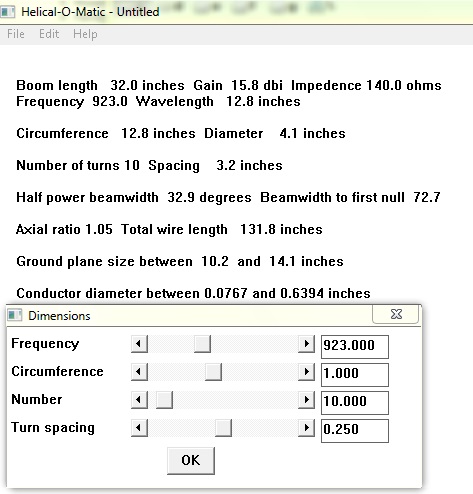 Helical-O-Matic - Untitled
File Edit Help
Boom length 32.0 inches Gain 15.8 dbi Impedence 140.0 ohms
Frequency 923.0 Wavelength 12.8 inches
Circumference 12.8 inches Diameter 4.1 inches
Number of turns 10 Spacing 3.2 inches
Half power beamwidth 32.9 degrees Beamwidth to first null 72.7
Axial ratio 1.05 Total wire length 131.8 inches
Ground plane size between 10.2 and 14.1 inches
Conductor diameter between 0.0767 and 0.6394 inches
Dimensions
Frequency 923.000
Circumference 1.000
Number 10.000
Turn spacing 0.250
OK